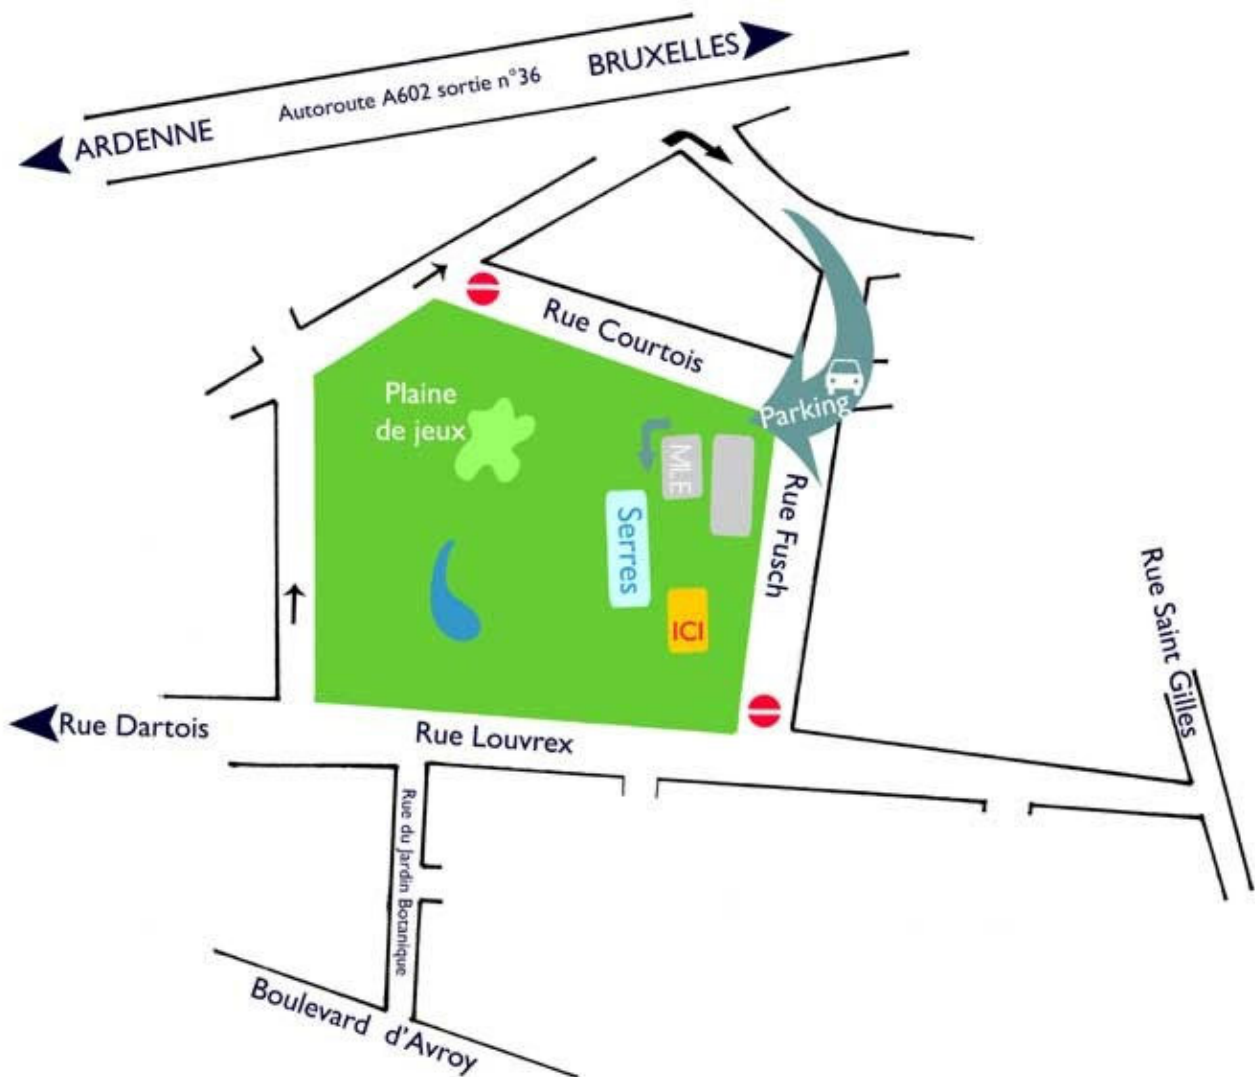 BRUXELLES
Autoroute A602 sortie n°36
ARDENNE
Rue Courtois
Plaine
de jeux
Parking
MLE
Serres
Rue Fusch
ICI
Rue Saint Gilles
Rue Dartois
Rue Louvrex
Rue du Jardin Botanique
Boulevard d'Avroy